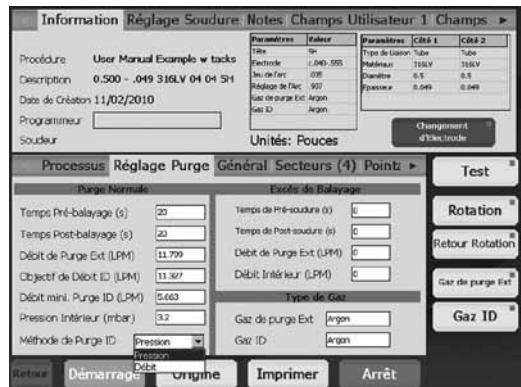 Information Réglage Soudure Notes Champs Utilisateur 1 Champs
Procédure User Manual Example w tacks
Description 0.500 - .049 316LV 04 04 5H
Date de Création 11/02/2010
Programmeur
Soudeur
Paramètres Valeur
Tête 5H
Electrode c.040-.555
Jeu de l'arc .035
Réglage de l'Arc .907
Gaz de purge Ext Argon
Gaz ID Argon
Unités: Pouces
Paramètres Côté 1 Côté 2
Type de Liaison Tube Tube
Matériaux 316LV 316LV
Diamètre 0.5 0.5
Epaisseur 0.049 0.049
Changement d'Electrode
Processus Réglage Purge Général Secteurs (4) Pointa
Purge Normale
Temps Pré-balayage (s) 20
Temps Post-balayage (s) 20
Débit de Purge Ext (LPM) 11.799
Objectif de Débit ID (LPM) 11.327
Débit mini. Purge ID (LPM) 5.663
Pression Intérieur (mbar) 3.2
Méthode de Purge ID Pression
Pression
Débit
Excés de Balayage
Temps de Pré-soudure (s) 0
Temps de Post-soudure (s) 0
Débit de Purge Ext (LPM) 0
Débit Intérieur (LPM) 0
Type de Gaz
Gaz de purge Ext Argon
Gaz ID Argon
Test
Rotation
Retour Rotation
Gaz de purge Ext
Gaz ID
Retour Démarrage Origine Imprimer Arrêt